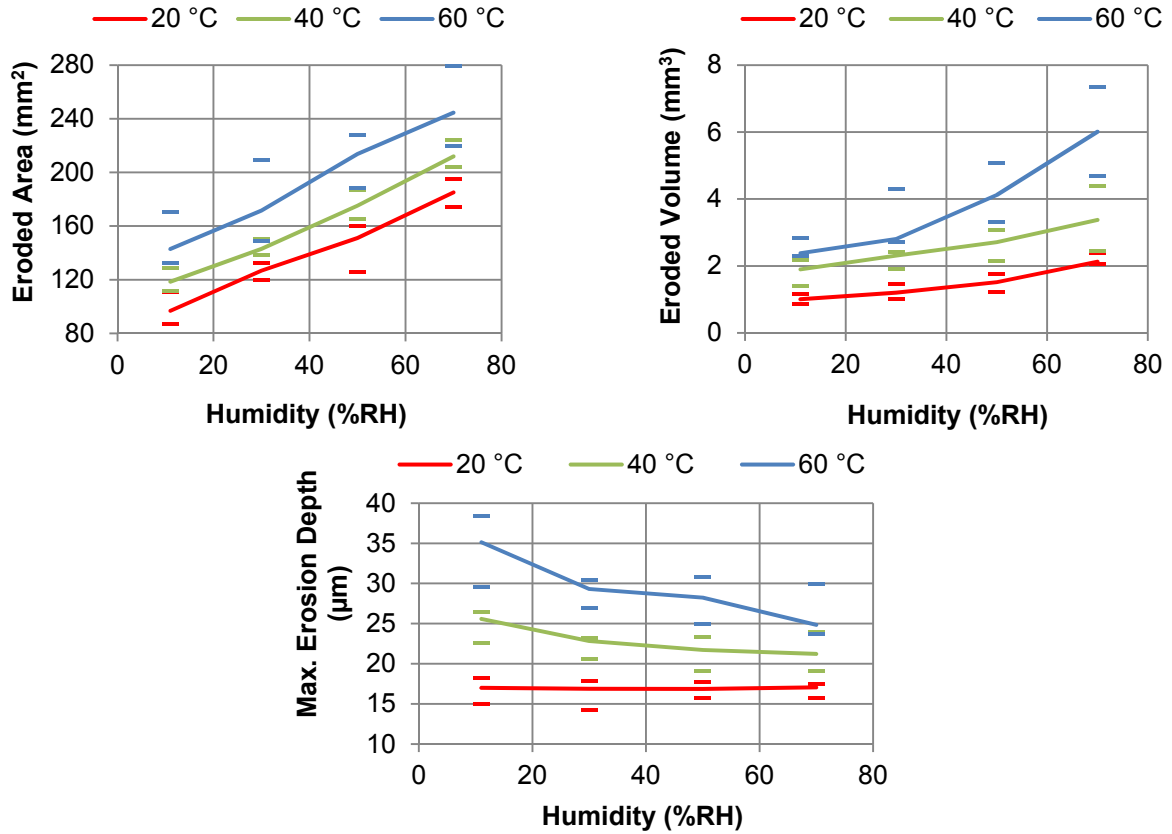 20 °C 40 °C 60 °C
Eroded Area (mm²)
280
240
200
160
120
80
0 20 40 60 80
Humidity (%RH)
20 °C 40 °C 60 °C
Eroded Volume (mm³)
8
6
4
2
0
0 20 40 60 80
Humidity (%RH)
20 °C 40 °C 60 °C
Max. Erosion Depth
(µm)
40
35
30
25
20
15
10
0 20 40 60 80
Humidity (%RH)